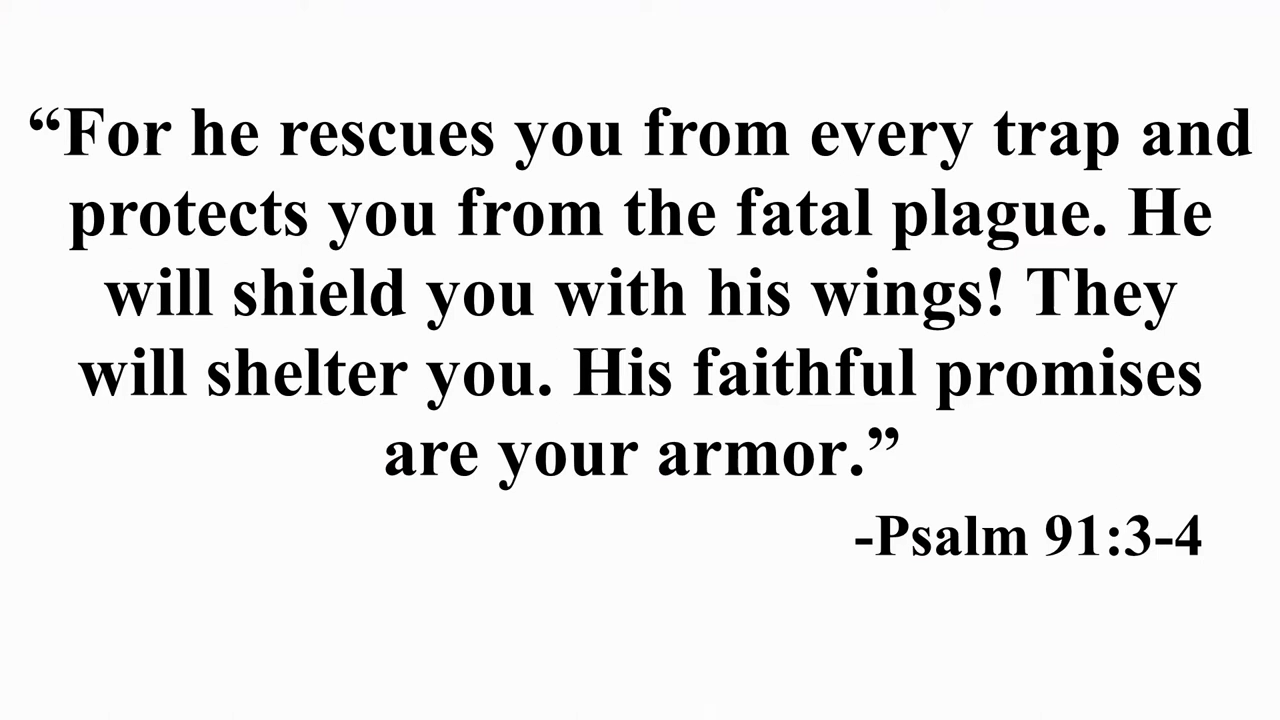 “For he rescues you from every trap and
protects you from the fatal plague. He
will shield you with his wings! They
will shelter you. His faithful promises
are your armor.”
-Psalm 91:3-4